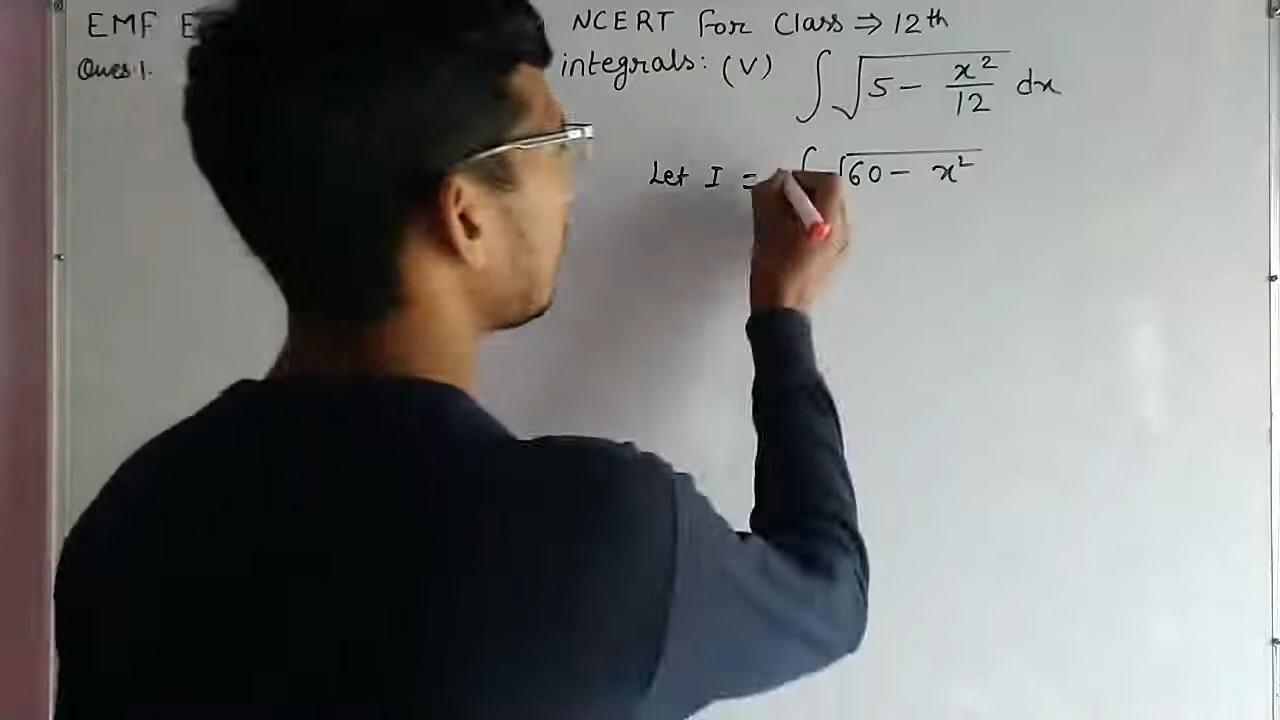 EMF E NCERT for Class ⇒ 12th
Ques 1. integrals: (V) ∫ √(5 - x²/12) dx
Let I = ∫ √(60 - x²)